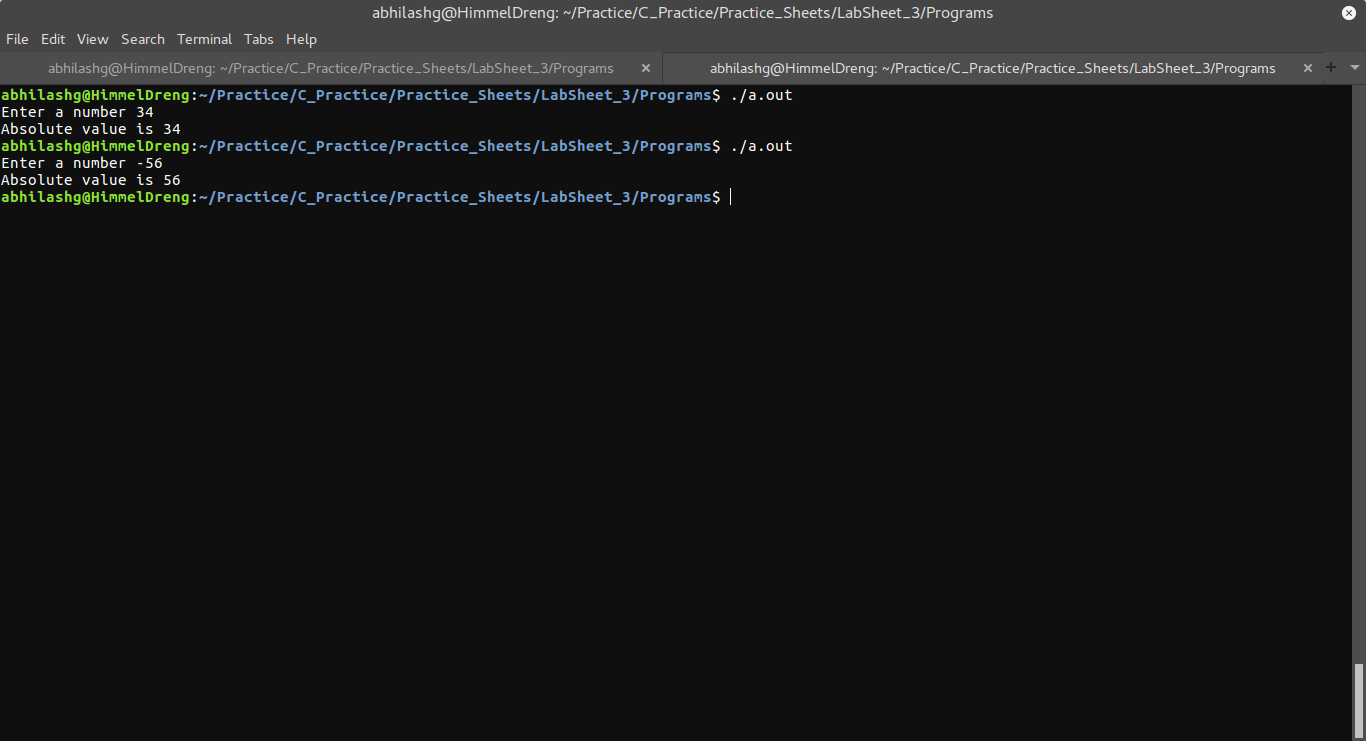 abhilashg@HimmelDreng: ~/Practice/C_Practice/Practice_Sheets/LabSheet_3/Programs
File Edit View Search Terminal Tabs Help
abhilashg@HimmelDreng: ~/Practice/C_Practice/Practice_Sheets/LabSheet_3/Programs × abhilashg@HimmelDreng: ~/Practice/C_Practice/Practice_Sheets/LabSheet_3/Programs × +
abhilashg@HimmelDreng:~/Practice/C_Practice/Practice_Sheets/LabSheet_3/Programs$ ./a.out
Enter a number 34
Absolute value is 34
abhilashg@HimmelDreng:~/Practice/C_Practice/Practice_Sheets/LabSheet_3/Programs$ ./a.out
Enter a number -56
Absolute value is 56
abhilashg@HimmelDreng:~/Practice/C_Practice/Practice_Sheets/LabSheet_3/Programs$